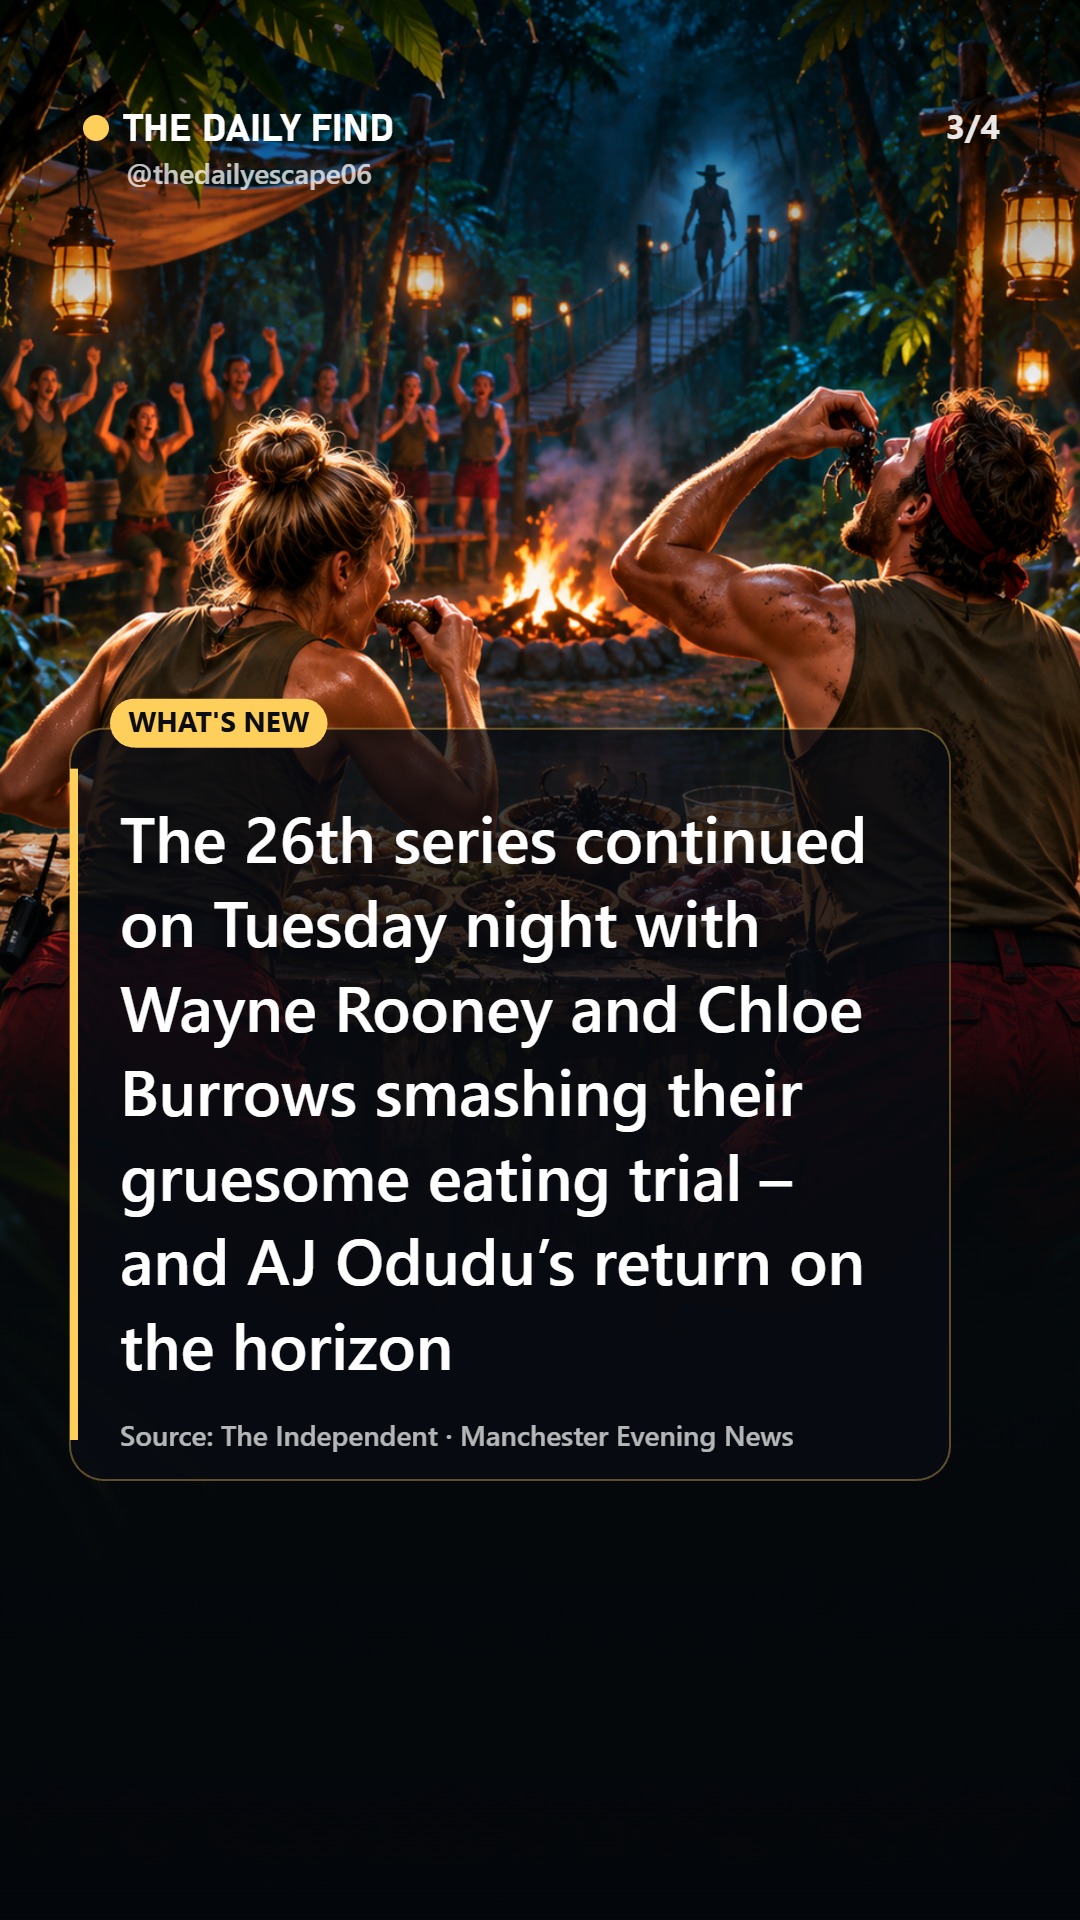 THE DAILY FIND
@thedailyescape06
3/4
WHAT'S NEW
The 26th series continued
on Tuesday night with
Wayne Rooney and Chloe
Burrows smashing their
gruesome eating trial –
and AJ Odudu’s return on
the horizon
Source: The Independent · Manchester Evening News